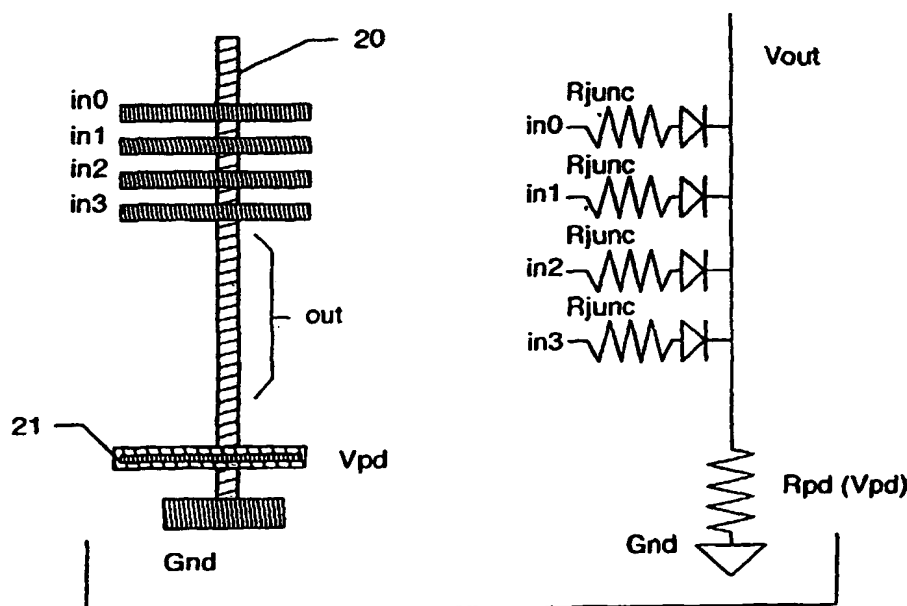 20
in0
in1
in2
in3
out
21
Vpd
Gnd
Vout
Rjunc
in0
Rjunc
in1
Rjunc
in2
Rjunc
in3
Rpd (Vpd)
Gnd